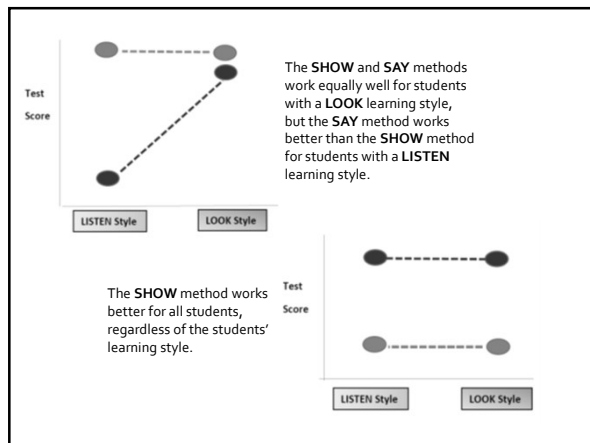 Test
Score
LISTEN Style
LOOK Style
The SHOW and SAY methods
work equally well for students
with a LOOK learning style,
but the SAY method works
better than the SHOW method
for students with a LISTEN
learning style.
The SHOW method works
better for all students,
regardless of the students’
learning style.
Test
Score
LISTEN Style
LOOK Style